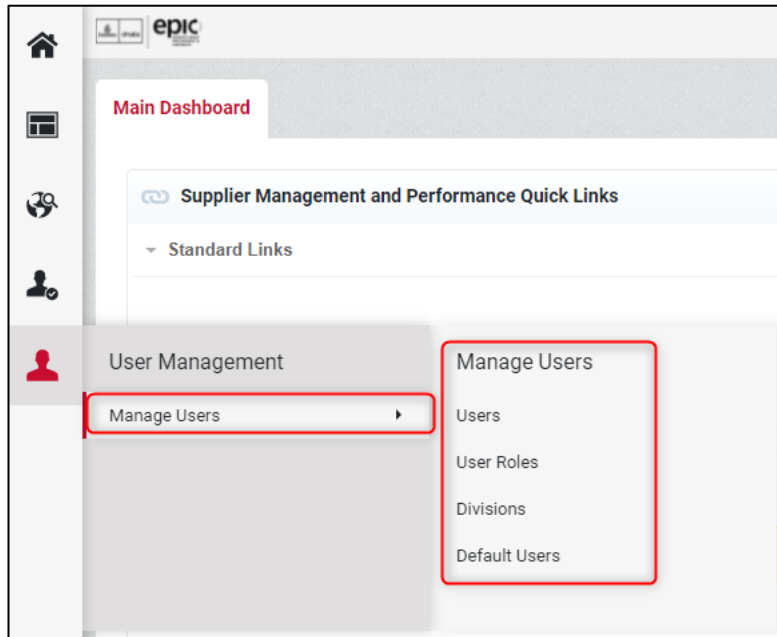 epic
Main Dashboard
Supplier Management and Performance Quick Links
Standard Links
User Management
Manage Users
Manage Users
Users
User Roles
Divisions
Default Users